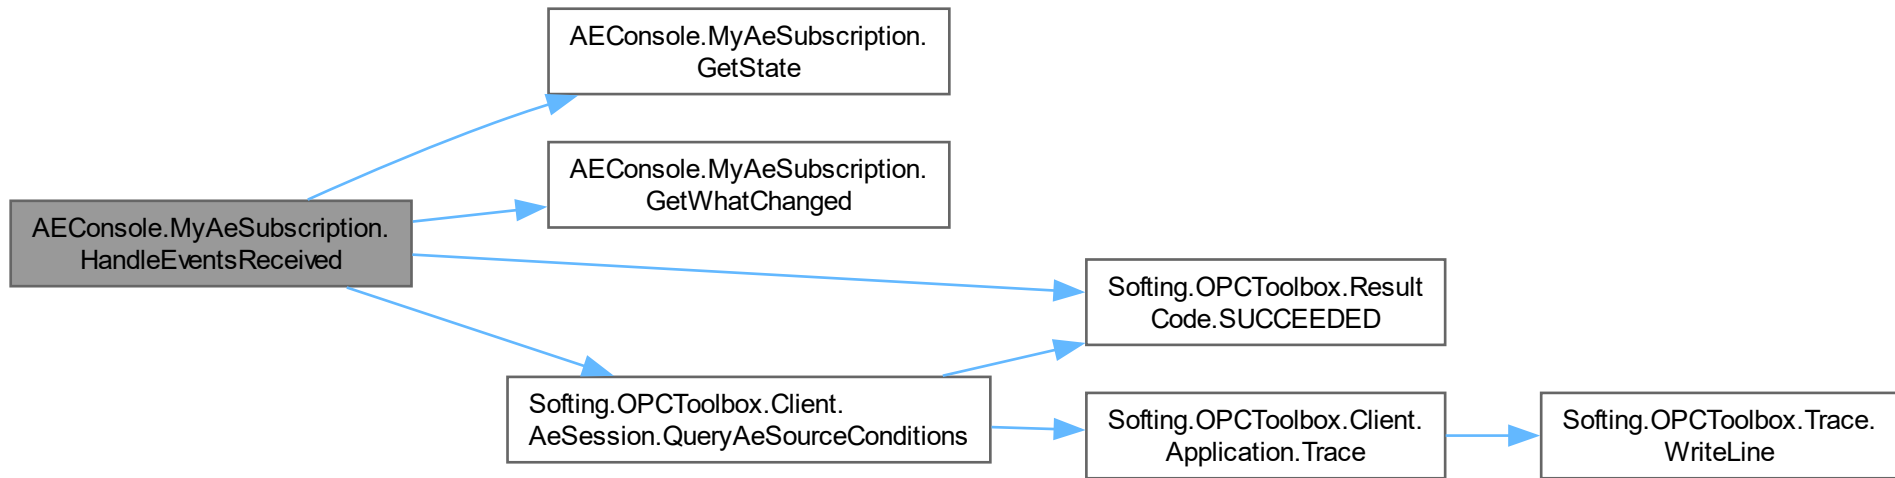 AEConsole.MyAeSubscription.
GetState
AEConsole.MyAeSubscription.
GetWhatChanged
AEConsole.MyAeSubscription.
HandleEventsReceived
Softing.OPCToolbox.Result
Code.SUCCEEDED
Softing.OPCToolbox.Client.
AeSession.QueryAeSourceConditions
Softing.OPCToolbox.Client.
Application.Trace
Softing.OPCToolbox.Trace.
WriteLine